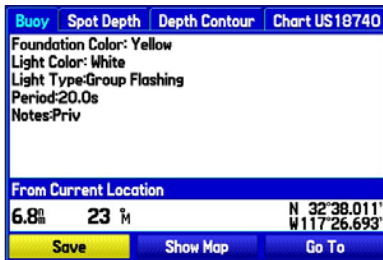 Buoy Spot Depth Depth Contour Chart US18740
Foundation Color: Yellow
Light Color: White
Light Type:Group Flashing
Period:20.0s
Notes:Priv
From Current Location
6.8nm 23°M N 32°38.011'
W117°26.693'
Save Show Map Go To